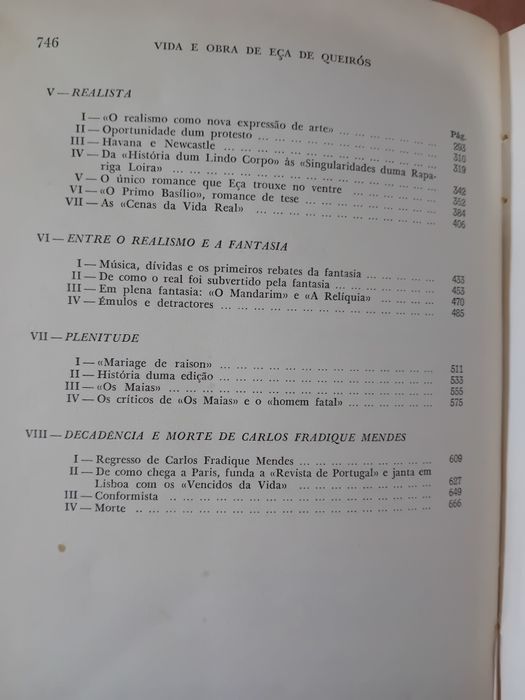 746
VIDA E OBRA DE EÇA DE QUEIRÓS
V — REALISTA
Pág.
I — «O realismo como nova expressão de arte» ... 293
II — Oportunidade dum protesto ... 310
III — Havana e Newcastle ... 319
IV — Da «História dum Lindo Corpo» às «Singularidades duma Rapa-
riga Loira» ... 342
V — O único romance que Eça trouxe no ventre ... 352
VI — «O Primo Basílio», romance de tese ... 384
VII — As «Cenas da Vida Real» ... 406
VI — ENTRE O REALISMO E A FANTASIA
I — Música, dívidas e os primeiros rebates da fantasia ... 433
II — De como o real foi subvertido pela fantasia ... 453
III — Em plena fantasia: «O Mandarim» e «A Relíquia» ... 470
IV — Émulos e detractores ... 485
VII — PLENITUDE
I — «Mariage de raison» ... 511
II — História duma edição ... 533
III — «Os Maias» ... 555
IV — Os críticos de «Os Maias» e o «homem fatal» ... 575
VIII — DECADÊNCIA E MORTE DE CARLOS FRADIQUE MENDES
I — Regresso de Carlos Fradique Mendes ... 609
II — De como chega a Paris, funda a «Revista de Portugal» e janta em
Lisboa com os «Vencidos da Vida» ... 627
III — Conformista ... 649
IV — Morte ... 666